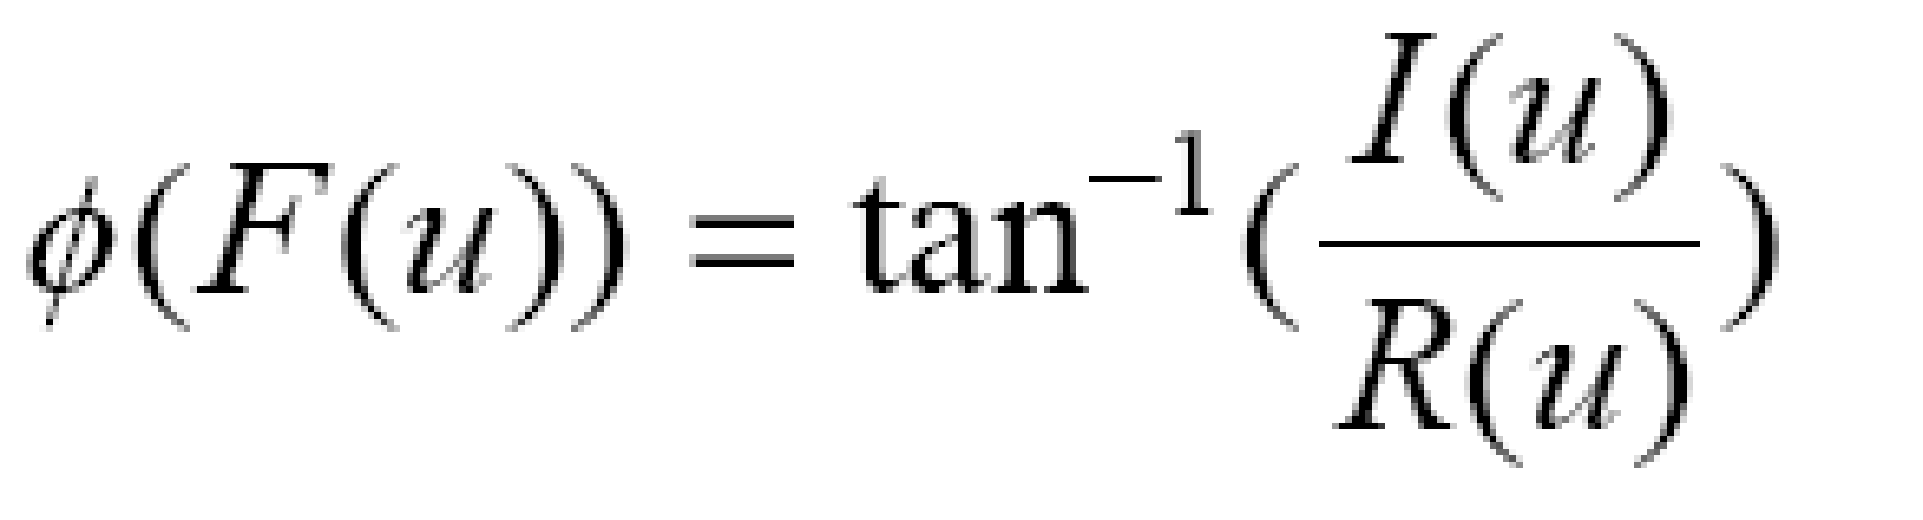 ϕ(F(u)) = tan⁻¹(I(u)/R(u))